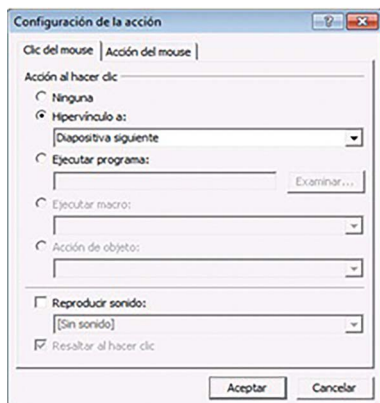 Configuración de la acción
Clic del mouse Acción del mouse
Acción al hacer clic
Ninguna
Hipervínculo a:
Diapositiva siguiente
Ejecutar programa:
Examinar...
Ejecutar macro:
Acción de objeto:
Reproducir sonido:
[Sin sonido]
Resaltar al hacer clic
Aceptar Cancelar